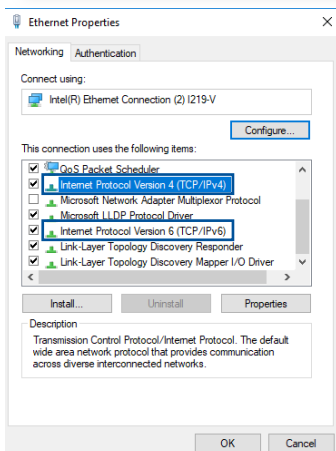 Ethernet Properties
Networking Authentication
Connect using:
Intel(R) Ethernet Connection (2) I219-V
Configure...
This connection uses the following items:
QoS Packet Scheduler
Internet Protocol Version 4 (TCP/IPv4)
Microsoft Network Adapter Multiplexor Protocol
Microsoft LLDP Protocol Driver
Internet Protocol Version 6 (TCP/IPv6)
Link-Layer Topology Discovery Responder
Link-Layer Topology Discovery Mapper I/O Driver
Install... Uninstall Properties
Description
Transmission Control Protocol/Internet Protocol. The default
wide area network protocol that provides communication
across diverse interconnected networks.
OK Cancel